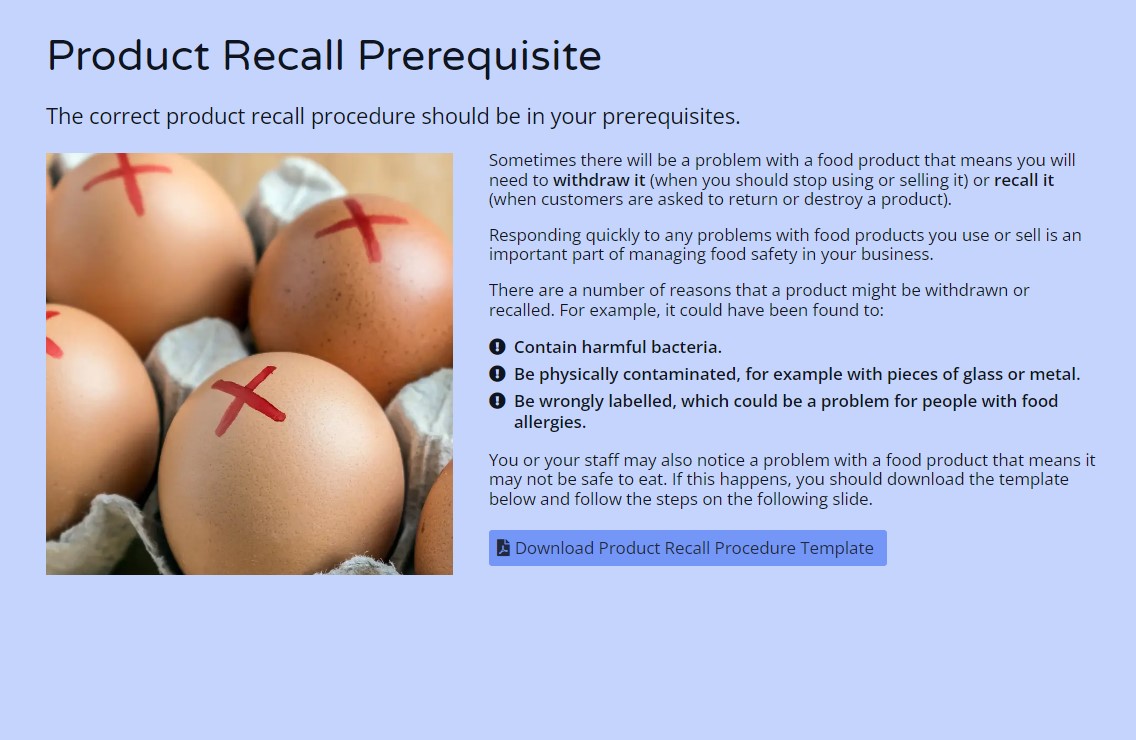 Product Recall Prerequisite
The correct product recall procedure should be in your prerequisites.
Sometimes there will be a problem with a food product that means you will
need to withdraw it (when you should stop using or selling it) or recall it
(when customers are asked to return or destroy a product).
Responding quickly to any problems with food products you use or sell is an
important part of managing food safety in your business.
There are a number of reasons that a product might be withdrawn or
recalled. For example, it could have been found to:
Contain harmful bacteria.
Be physically contaminated, for example with pieces of glass or metal.
Be wrongly labelled, which could be a problem for people with food
allergies.
You or your staff may also notice a problem with a food product that means it
may not be safe to eat. If this happens, you should download the template
below and follow the steps on the following slide.
Download Product Recall Procedure Template